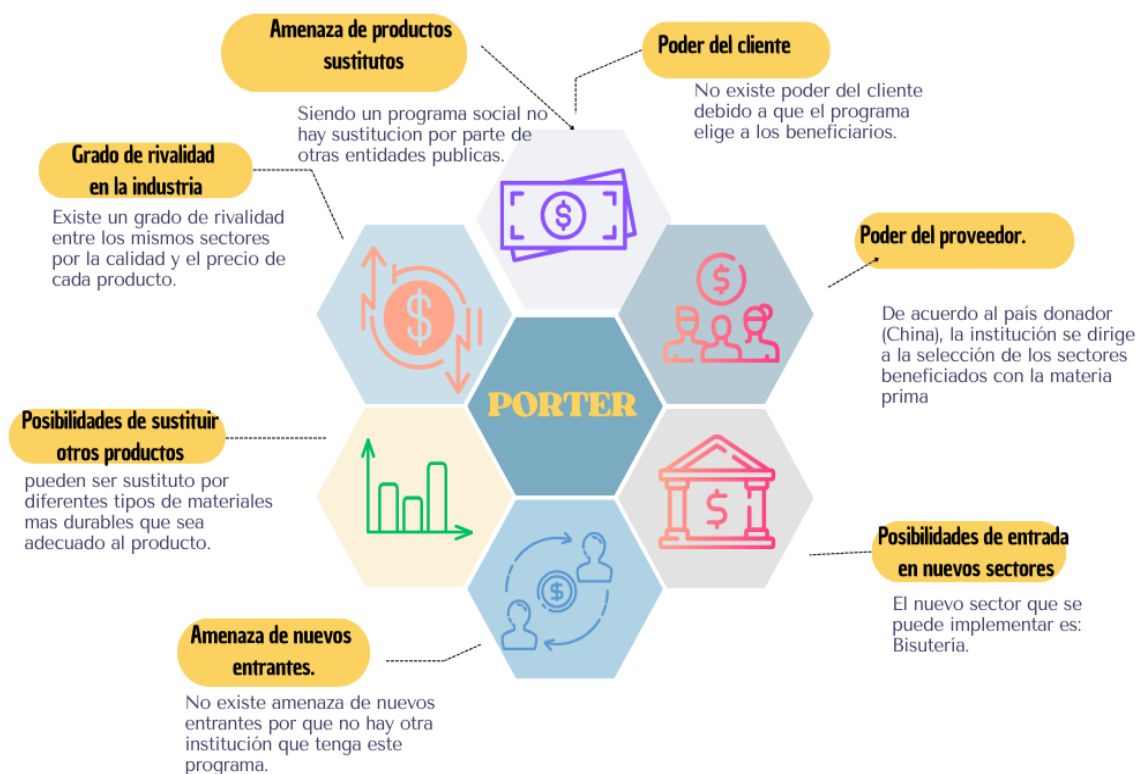 Amenaza de productos
sustitutos
Siendo un programa social no
hay sustitucion por parte de
otras entidades publicas.
Poder del cliente
No existe poder del cliente
debido a que el programa
elige a los beneficiarios.
Grado de rivalidad
en la industria
Existe un grado de rivalidad
entre los mismos sectores
por la calidad y el precio de
cada producto.
Poder del proveedor.
De acuerdo al país donador
(China), la institución se dirige
a la selección de los sectores
beneficiados con la materia
prima
PORTER
Posibilidades de sustituir
otros productos
pueden ser sustituto por
diferentes tipos de materiales
mas durables que sea
adecuado al producto.
Posibilidades de entrada
en nuevos sectores
El nuevo sector que se
puede implementar es:
Bisutería.
Amenaza de nuevos
entrantes.
No existe amenaza de nuevos
entrantes por que no hay otra
institución que tenga este
programa.